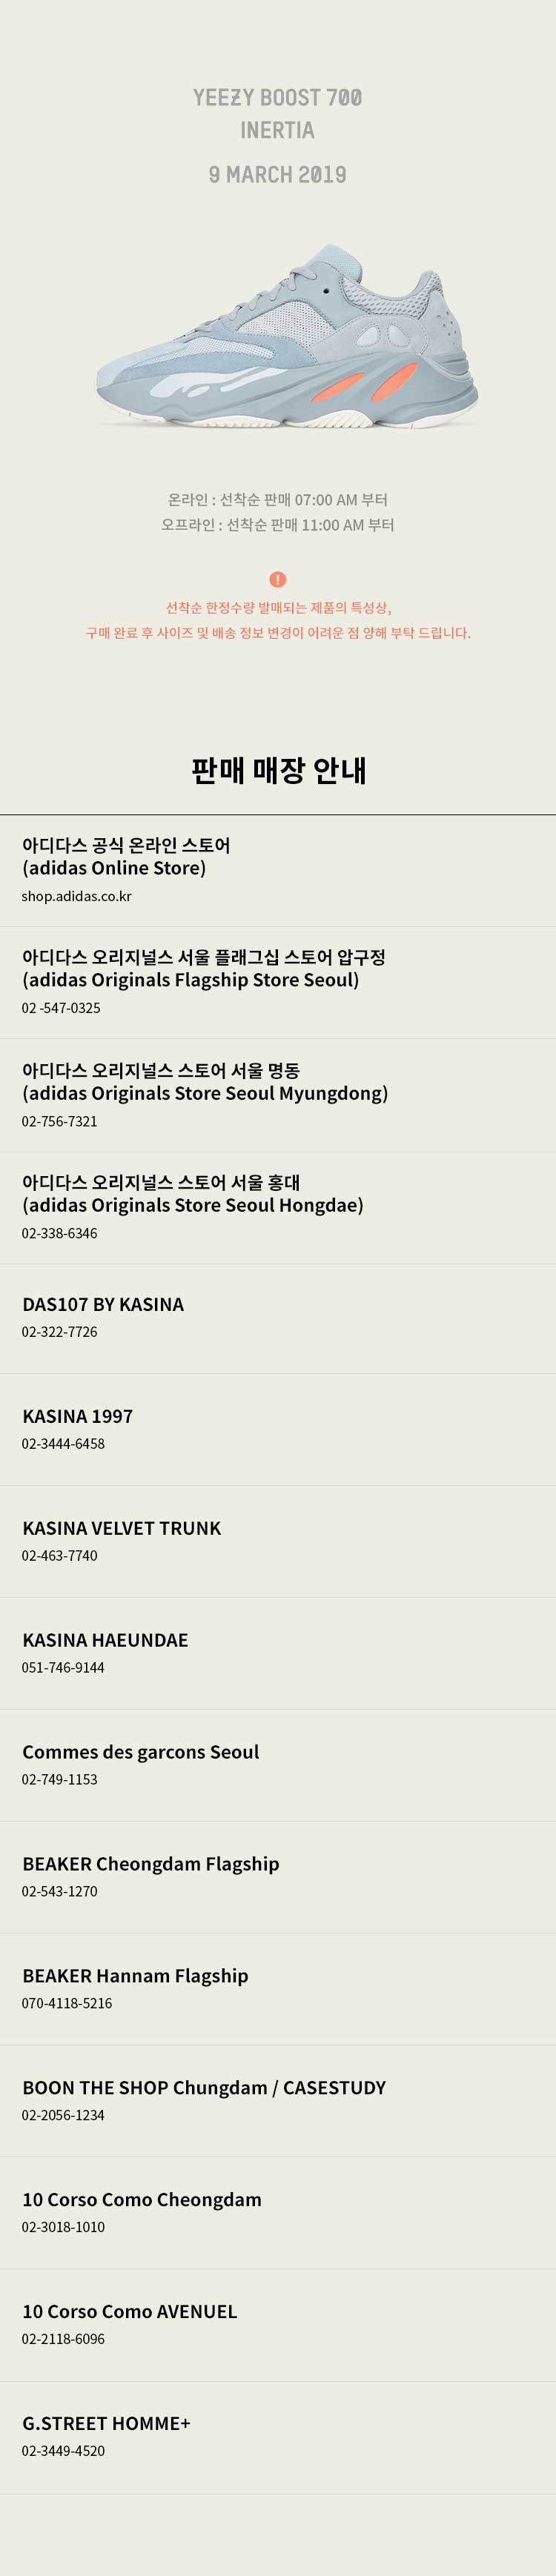 YEEZY BOOST 700
INERTIA
9 MARCH 2019
온라인 : 선착순 판매 07:00 AM 부터
오프라인 : 선착순 판매 11:00 AM 부터
!
선착순 한정수량 발매되는 제품의 특성상,
구매 완료 후 사이즈 및 배송 정보 변경이 어려운 점 양해 부탁 드립니다.
판매 매장 안내
아디다스 공식 온라인 스토어
(adidas Online Store)
shop.adidas.co.kr
아디다스 오리지널스 서울 플래그십 스토어 압구정
(adidas Originals Flagship Store Seoul)
02 -547-0325
아디다스 오리지널스 스토어 서울 명동
(adidas Originals Store Seoul Myungdong)
02-756-7321
아디다스 오리지널스 스토어 서울 홍대
(adidas Originals Store Seoul Hongdae)
02-338-6346
DAS107 BY KASINA
02-322-7726
KASINA 1997
02-3444-6458
KASINA VELVET TRUNK
02-463-7740
KASINA HAEUNDAE
051-746-9144
Commes des garcons Seoul
02-749-1153
BEAKER Cheongdam Flagship
02-543-1270
BEAKER Hannam Flagship
070-4118-5216
BOON THE SHOP Chungdam / CASESTUDY
02-2056-1234
10 Corso Como Cheongdam
02-3018-1010
10 Corso Como AVENUEL
02-2118-6096
G.STREET HOMME+
02-3449-4520